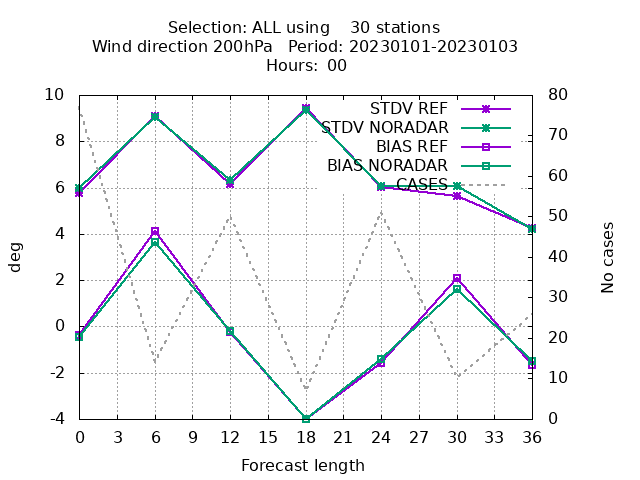 Selection: ALL using    30 stations
Wind direction 200hPa   Period: 20230101-20230103
Hours:  00
STDV REF
STDV NORADAR
BIAS REF
BIAS NORADAR
CASES
10
8
6
4
2
0
-2
-4
deg
80
70
60
50
40
30
20
10
0
No cases
0 3 6 9 12 15 18 21 24 27 30 33 36
Forecast length